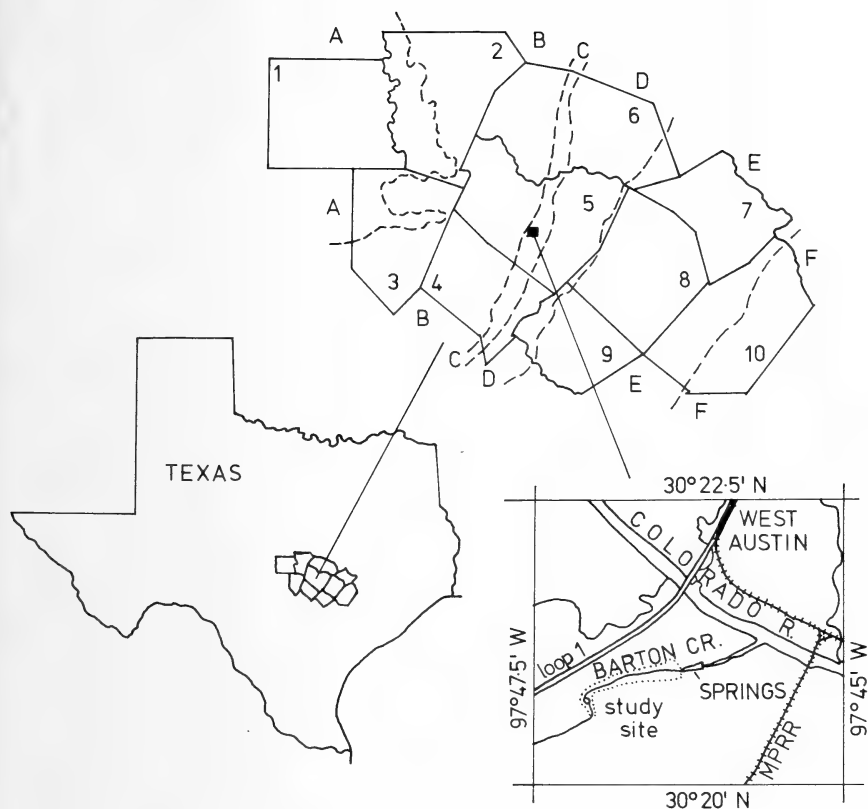 A
B
C
1
2
D
6
E
A
5
7
F
3
4
8
B
9
10
C
D
E
F
TEXAS
30°22·5' N
WEST
AUSTIN
COLORADO R.
loop 1
BARTON CR.
97°47·5' W
97°45' W
SPRINGS
study
site
MPRR
30°20' N